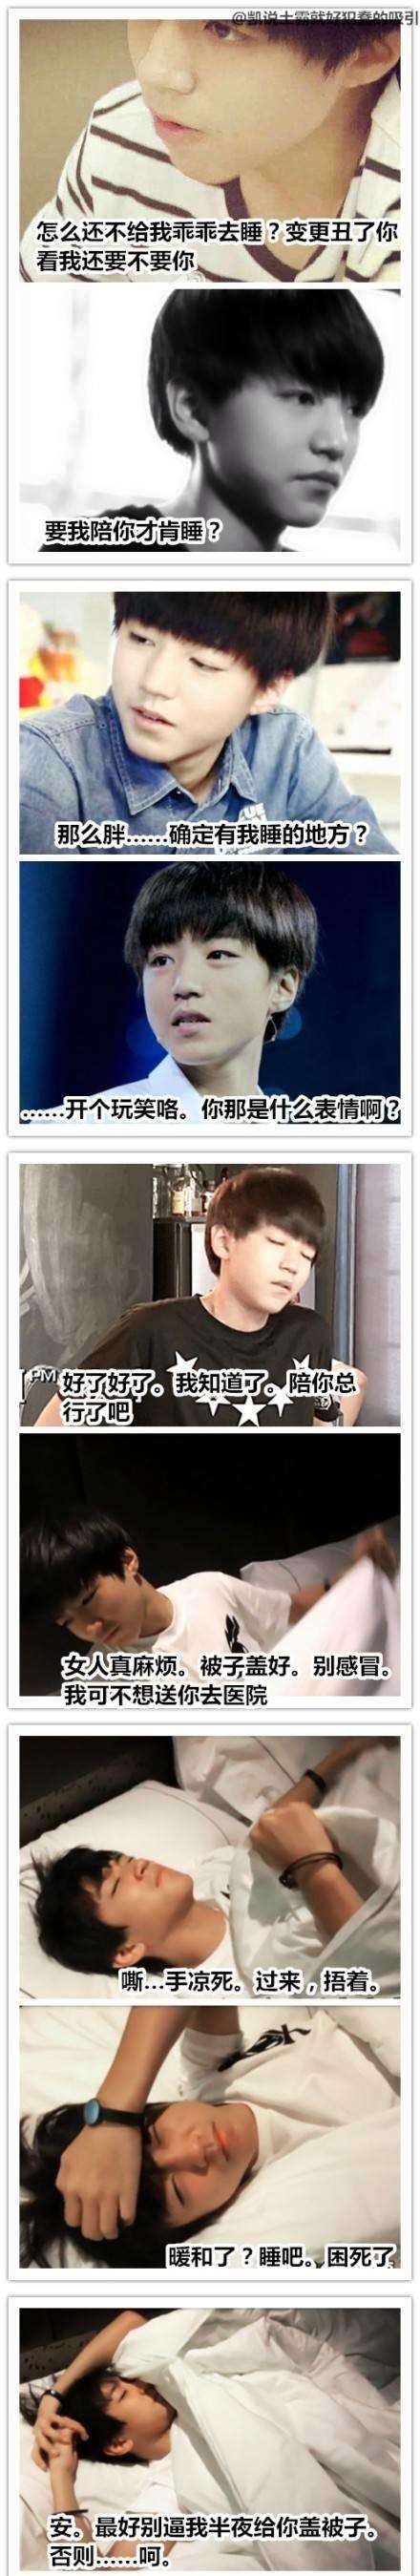 @凯说土霸就好犯蠢的吸引
怎么还不给我乖乖去睡？变更丑了你
看我还要不要你
要我陪你才肯睡？
那么胖......确定有我睡的地方？
......开个玩笑咯。你那是什么表情啊？
PM
好了好了。我知道了。陪你总
行了吧
女人真麻烦。被子盖好。别感冒。
我可不想送你去医院
嘶...手凉死。过来，捂着。
暖和了？睡吧。困死了
安。最好别逼我半夜给你盖被子。
否则......呵。